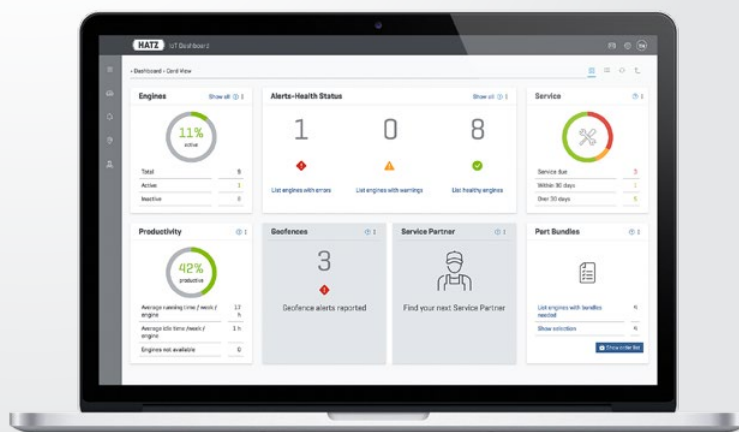 HATZ IoT Dashboard
• Dashboard • Card View
Engines Show all
11%
active
Total 9
Active 1
Inactive 8
Alerts-Health Status Show all
1 0 8
List engines with errors List engines with warnings List healthy engines
Service
Service due 3
Within 30 days 1
Over 30 days 5
Productivity
42%
productive
Average running time / week / engine 17 h
Average idle time /week / engine 1 h
Engines not available 0
Geofences
3
Geofence alerts reported
Service Partner
Find your next Service Partner
Part Bundles
List engines with bundles
needed
Show selection
Show order list